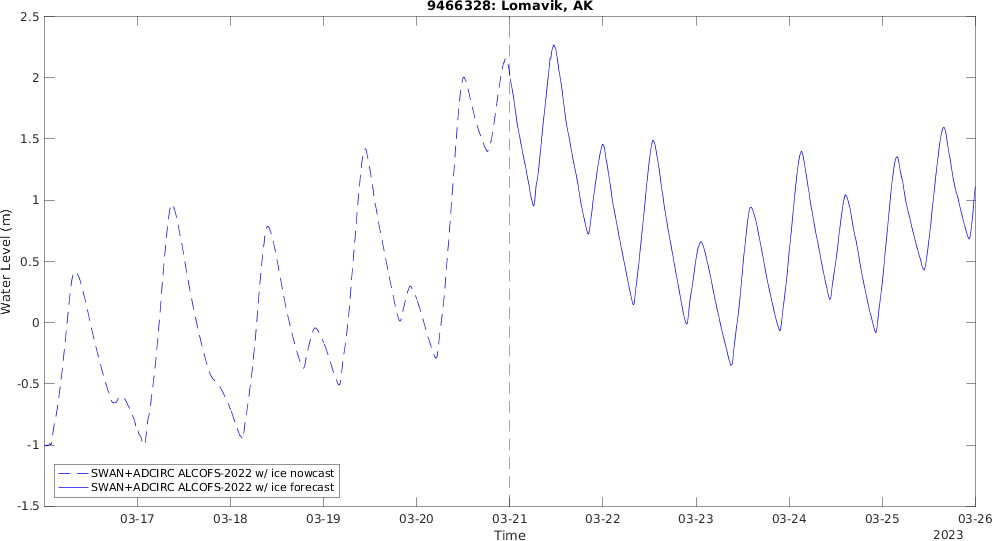 9466328: Lomavik, AK
2.5
2
1.5
1
0.5
0
-0.5
-1
-1.5
Water Level (m)
SWAN+ADCIRC ALCOFS-2022 w/ ice nowcast
SWAN+ADCIRC ALCOFS-2022 w/ ice forecast
03-17 03-18 03-19 03-20 03-21 03-22 03-23 03-24 03-25 03-26
Time
2023